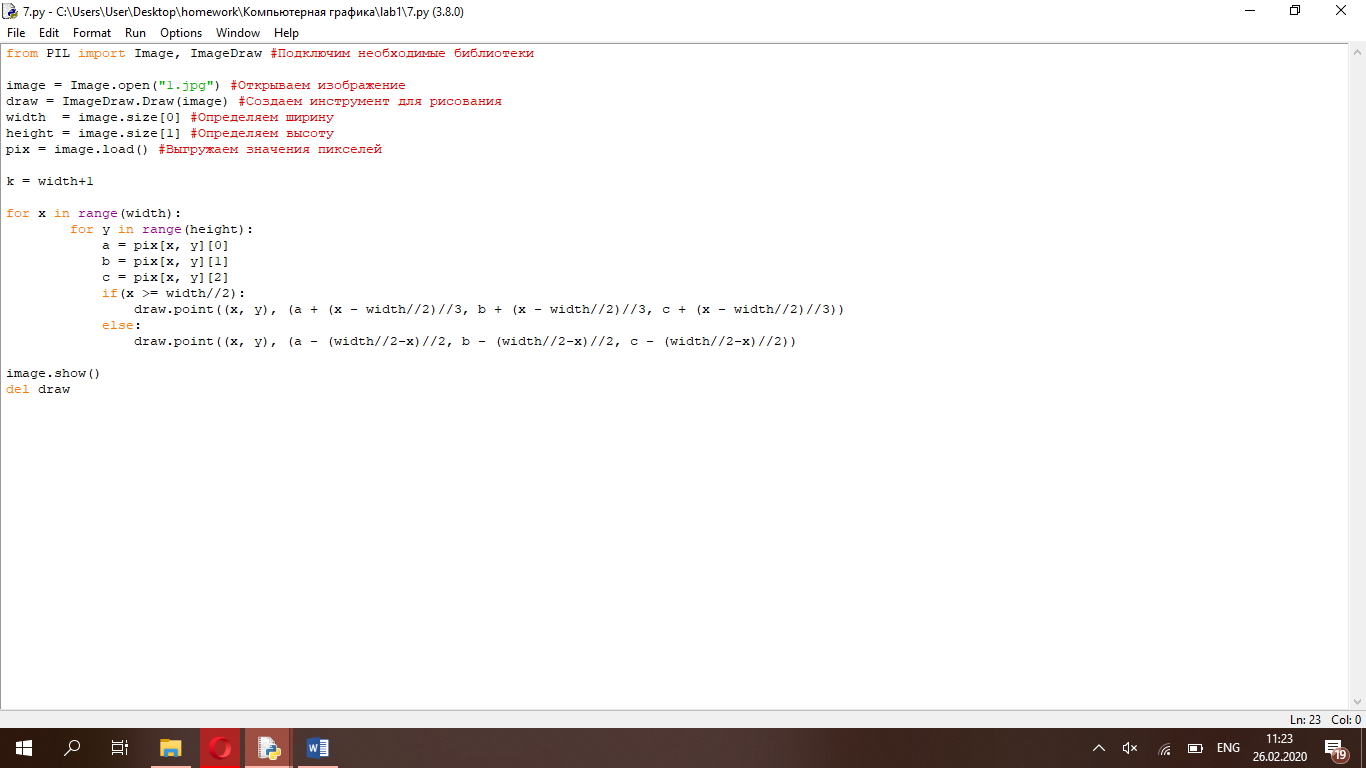 7.py - C:\Users\User\Desktop\homework\Компьютерная графика\lab1\7.py (3.8.0)
File Edit Format Run Options Window Help
from PIL import Image, ImageDraw #Подключим необходимые библиотеки
image = Image.open("1.jpg") #Открываем изображение
draw = ImageDraw.Draw(image) #Создаем инструмент для рисования
width  = image.size[0] #Определяем ширину
height = image.size[1] #Определяем высоту
pix = image.load() #Выгружаем значения пикселей
k = width+1
for x in range(width):
        for y in range(height):
            a = pix[x, y][0]
            b = pix[x, y][1]
            c = pix[x, y][2]
            if(x >= width//2):
                draw.point((x, y), (a + (x - width//2)//3, b + (x - width//2)//3, c + (x - width//2)//3))
            else:
                draw.point((x, y), (a - (width//2-x)//2, b - (width//2-x)//2, c - (width//2-x)//2))
image.show()
del draw
Ln: 23 Col: 0
ENG
11:23
26.02.2020
19